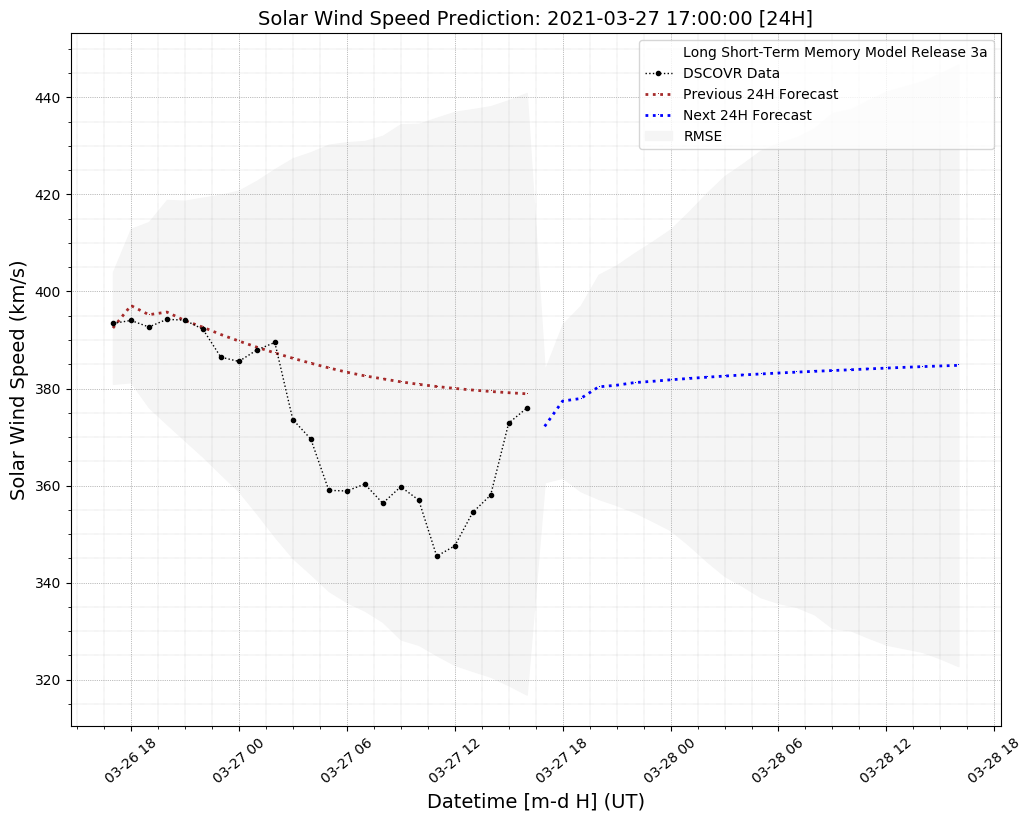 Solar Wind Speed Prediction: 2021-03-27 17:00:00 [24H]
Long Short-Term Memory Model Release 3a
DSCOVR Data
Previous 24H Forecast
Next 24H Forecast
RMSE
Solar Wind Speed (km/s)
440
420
400
380
360
340
320
03-26 18
03-27 00
03-27 06
03-27 12
03-27 18
03-28 00
03-28 06
03-28 12
03-28 18
Datetime [m-d H] (UT)